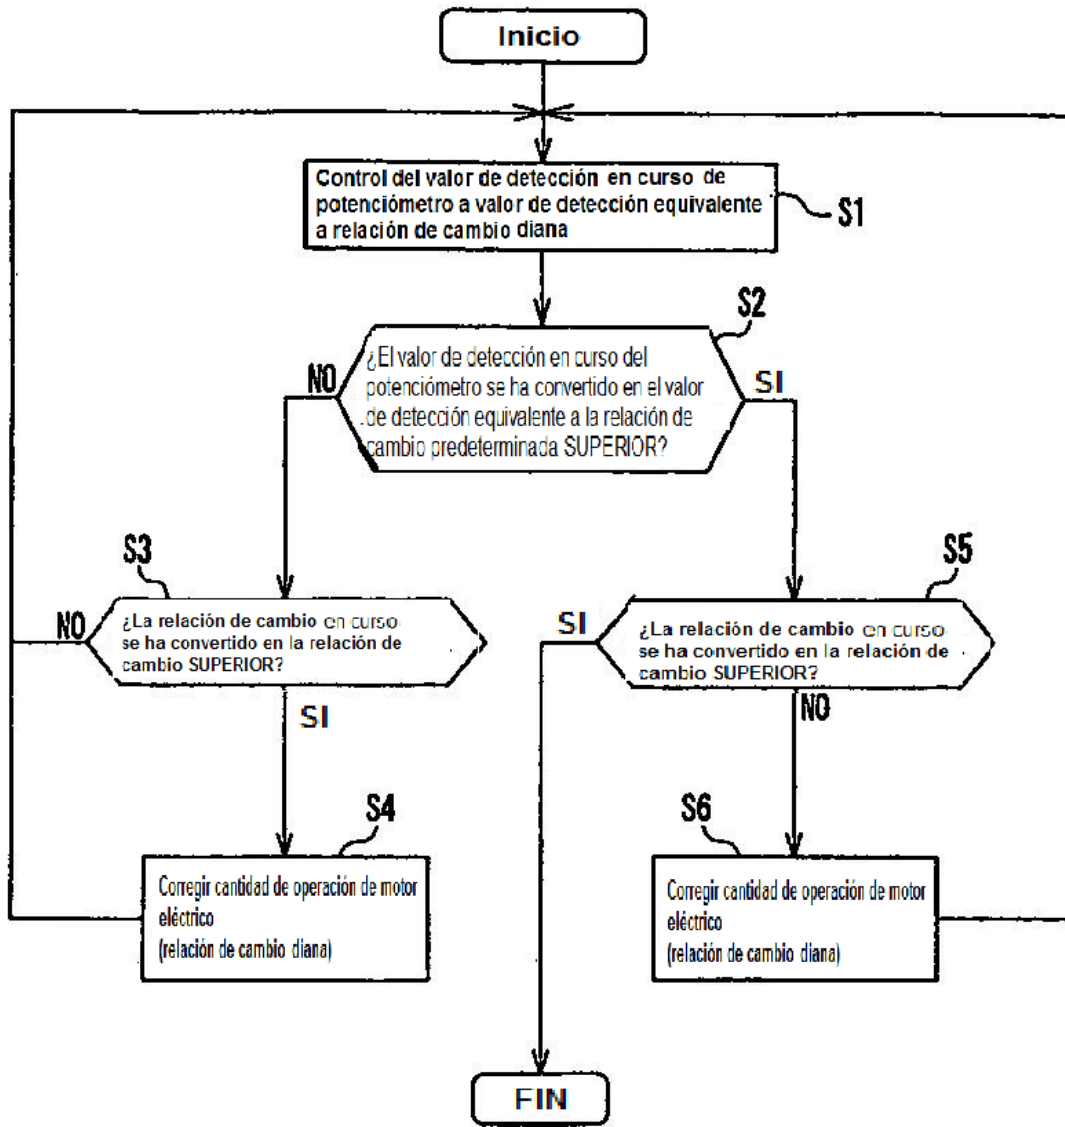 Inicio
Control del valor de detección en curso de
potenciómetro a valor de detección equivalente
a relación de cambio diana
S1
S2
¿El valor de detección en curso del
potenciómetro se ha convertido en el valor
de detección equivalente a la relación de
cambio predeterminada SUPERIOR?
NO
SI
S3
¿La relación de cambio en curso
se ha convertido en la relación de
cambio SUPERIOR?
NO
SI
S5
¿La relación de cambio en curso
se ha convertido en la relación de
cambio SUPERIOR?
SI
NO
S4
Corregir cantidad de operación de motor
eléctrico
(relación de cambio diana)
S6
Corregir cantidad de operación de motor
eléctrico
(relación de cambio diana)
FIN